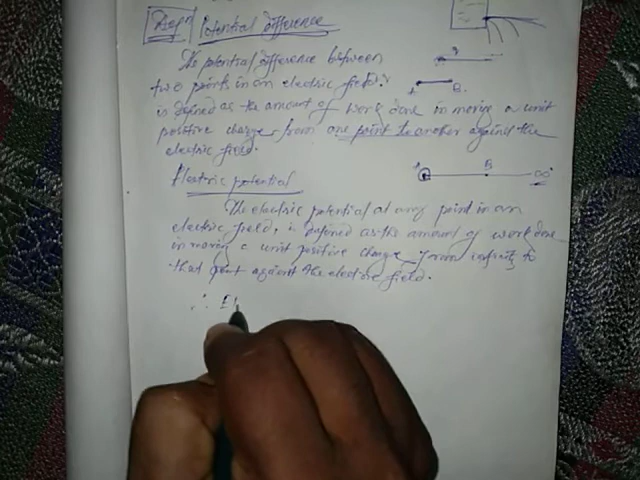 Defn Potential difference
The potential difference between
two points in an electric field.
is defined as the amount of work done in moving a unit
positive charge from one point to another against the
electric field.
A B.
Electric potential
A B ∞
The electric potential at any point in an
electric field, is defined as the amount of work done
in moving a unit positive charge from infinity to
that point against the electric field.
∴